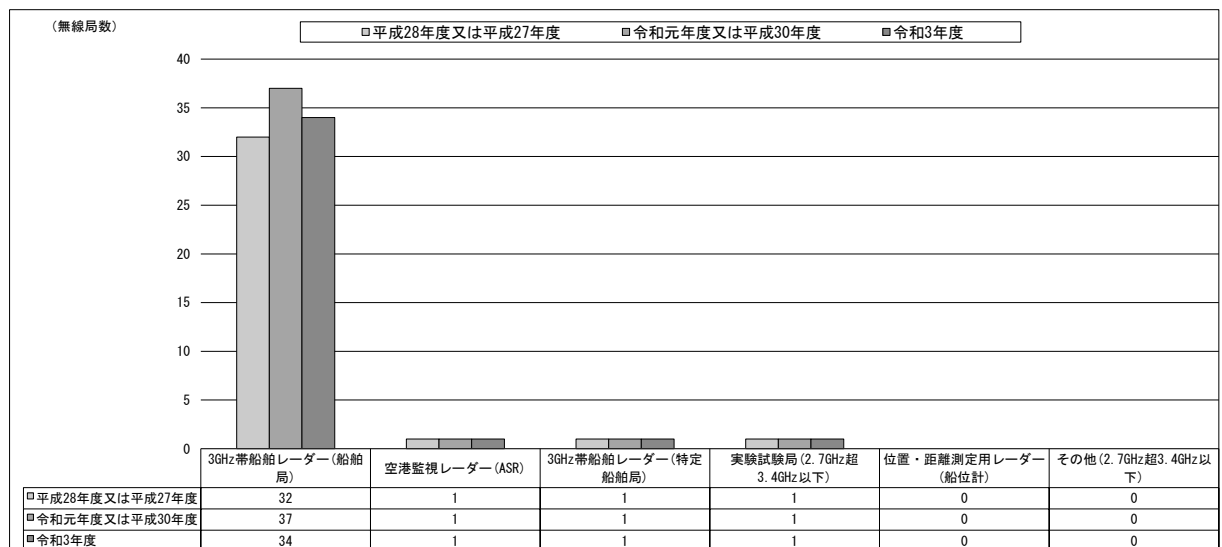 （無線局数）
□平成28年度又は平成27年度 ■令和元年度又は平成30年度 ■令和3年度
40
35
30
25
20
15
10
5
0
3GHz帯船舶レーダー(船舶局) 空港監視レーダー(ASR) 3GHz帯船舶レーダー(特定船舶局) 実験試験局(2.7GHz超3.4GHz以下) 位置・距離測定用レーダー(船位計) その他(2.7GHz超3.4GHz以下)
□平成28年度又は平成27年度 32 1 1 1 0 0
■令和元年度又は平成30年度 37 1 1 1 0 0
■令和3年度 34 1 1 1 0 0